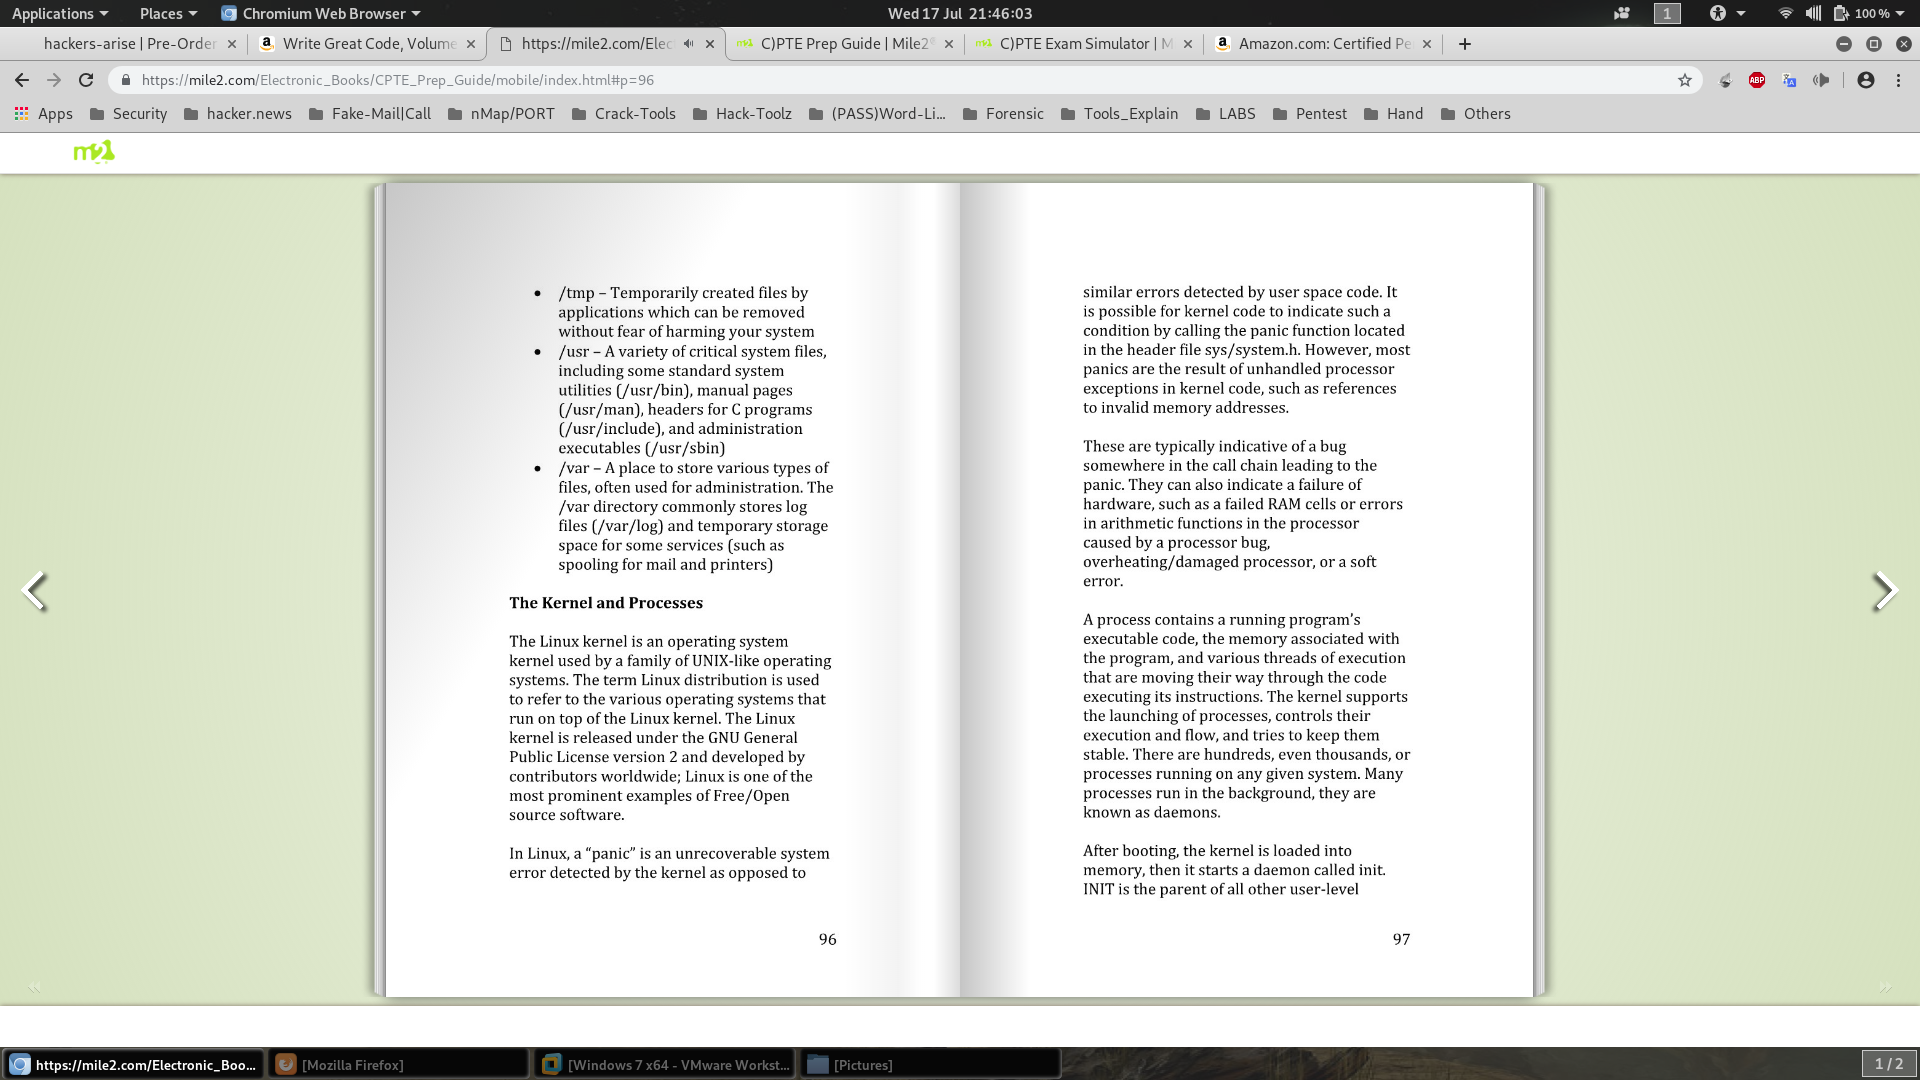 Applications Places Chromium Web Browser Wed 17 Jul 21:46:03 1 100 %
hackers-arise | Pre-Order Write Great Code, Volume https://mile2.com/Elec C)PTE Prep Guide | Mile2® C)PTE Exam Simulator | M Amazon.com: Certified Pe
https://mile2.com/Electronic_Books/CPTE_Prep_Guide/mobile/index.html#p=96 ABP
Apps Security hacker.news Fake-Mail|Call nMap/PORT Crack-Tools Hack-Toolz (PASS)Word-Li... Forensic Tools_Explain LABS Pentest Hand Others
m2
• /tmp – Temporarily created files by
applications which can be removed
without fear of harming your system
• /usr – A variety of critical system files,
including some standard system
utilities (/usr/bin), manual pages
(/usr/man), headers for C programs
(/usr/include), and administration
executables (/usr/sbin)
• /var – A place to store various types of
files, often used for administration. The
/var directory commonly stores log
files (/var/log) and temporary storage
space for some services (such as
spooling for mail and printers)
The Kernel and Processes
The Linux kernel is an operating system
kernel used by a family of UNIX-like operating
systems. The term Linux distribution is used
to refer to the various operating systems that
run on top of the Linux kernel. The Linux
kernel is released under the GNU General
Public License version 2 and developed by
contributors worldwide; Linux is one of the
most prominent examples of Free/Open
source software.
In Linux, a “panic” is an unrecoverable system
error detected by the kernel as opposed to
96
similar errors detected by user space code. It
is possible for kernel code to indicate such a
condition by calling the panic function located
in the header file sys/system.h. However, most
panics are the result of unhandled processor
exceptions in kernel code, such as references
to invalid memory addresses.
These are typically indicative of a bug
somewhere in the call chain leading to the
panic. They can also indicate a failure of
hardware, such as a failed RAM cells or errors
in arithmetic functions in the processor
caused by a processor bug,
overheating/damaged processor, or a soft
error.
A process contains a running program’s
executable code, the memory associated with
the program, and various threads of execution
that are moving their way through the code
executing its instructions. The kernel supports
the launching of processes, controls their
execution and flow, and tries to keep them
stable. There are hundreds, even thousands, or
processes running on any given system. Many
processes run in the background, they are
known as daemons.
After booting, the kernel is loaded into
memory, then it starts a daemon called init.
INIT is the parent of all other user-level
97
https://mile2.com/Electronic_Boo... [Mozilla Firefox] [Windows 7 x64 - VMware Workst... [Pictures] 1 / 2